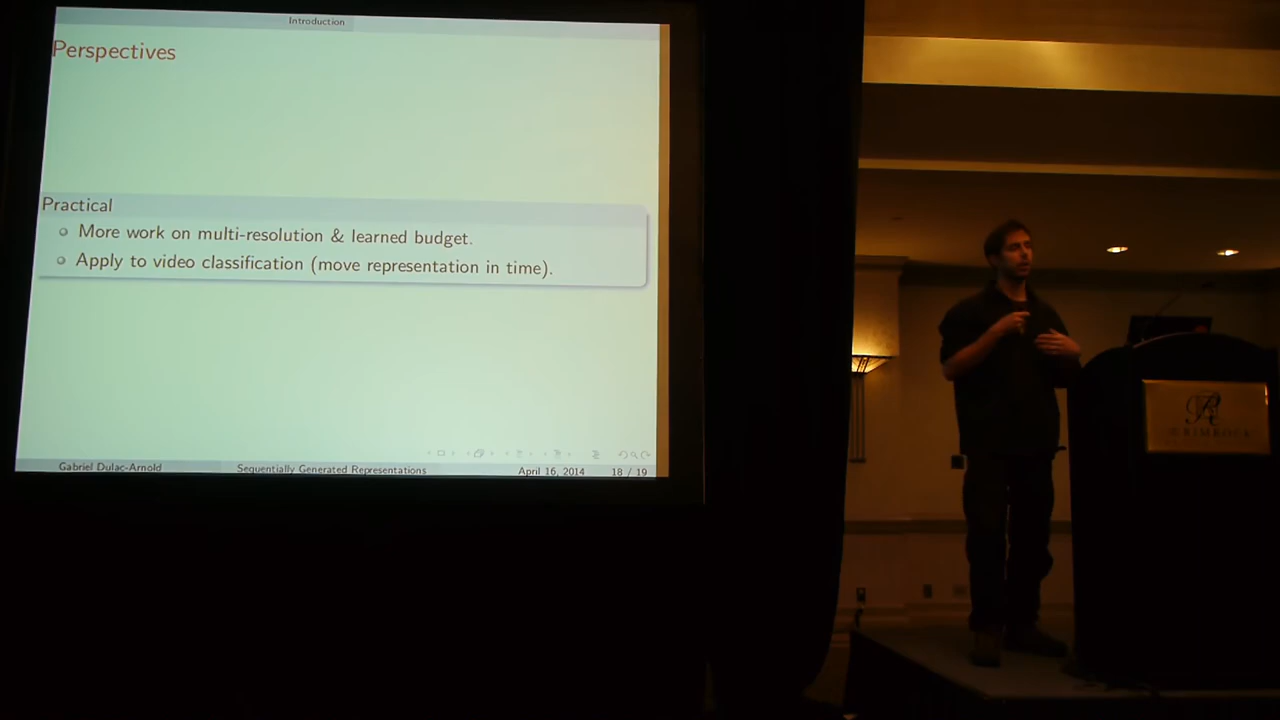 Introduction
Perspectives
Practical
More work on multi-resolution & learned budget.
Apply to video classification (move representation in time).
Gabriel Dulac-Arnold Sequentially Generated Representations April 16, 2014 18 / 19
RIMROCK